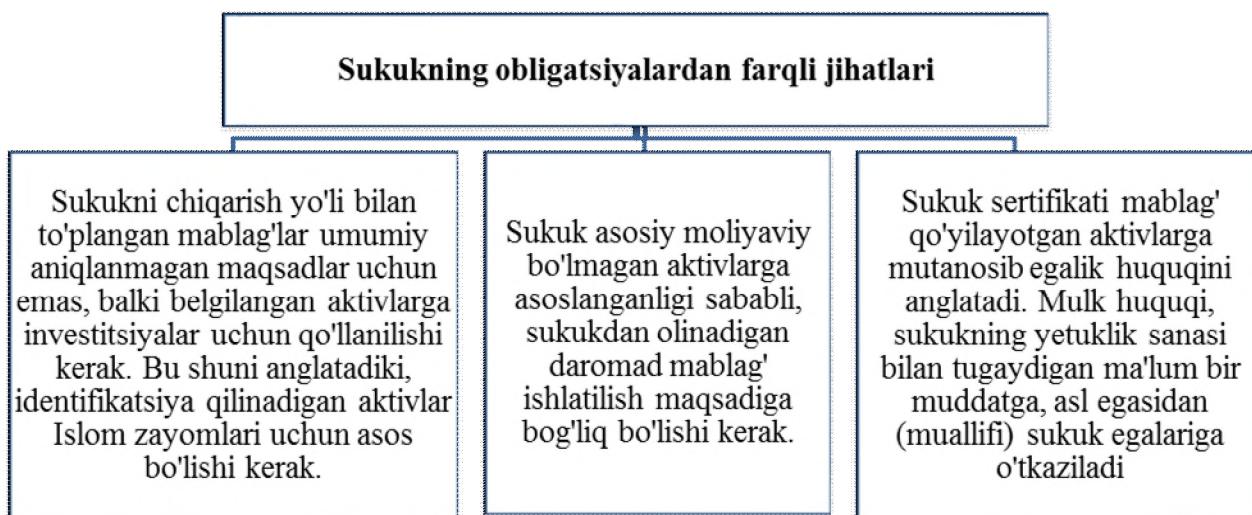 Sukukning obligatsiyalardan farqli jihatlari
Sukukni chiqarish yo'li bilan
to'plangan mablag'lar umumiy
aniqlanmagan maqsadlar uchun
emas, balki belgilangan aktivlarga
investitsiyalar uchun qo'llanilishi
kerak. Bu shuni anglatadiki,
identifikatsiya qilinadigan aktivlar
Islom zayomlari uchun asos
bo'lishi kerak.
Sukuk asosiy moliyaviy
bo'lmagan aktivlarga
asoslanganligi sababli,
sukukdan olinadigan
daromad mablag'
ishlatilish maqsadiga
bog'liq bo'lishi kerak.
Sukuk sertifikati mablag'
qo'yilayotgan aktivlarga
mutanosib egalik huquqini
anglatadi. Mulk huquqi,
sukukning yetuklik sanasi
bilan tugaydigan ma'lum bir
muddatga, asl egasidan
(muallifi) sukuk egalariga
o'tkaziladi